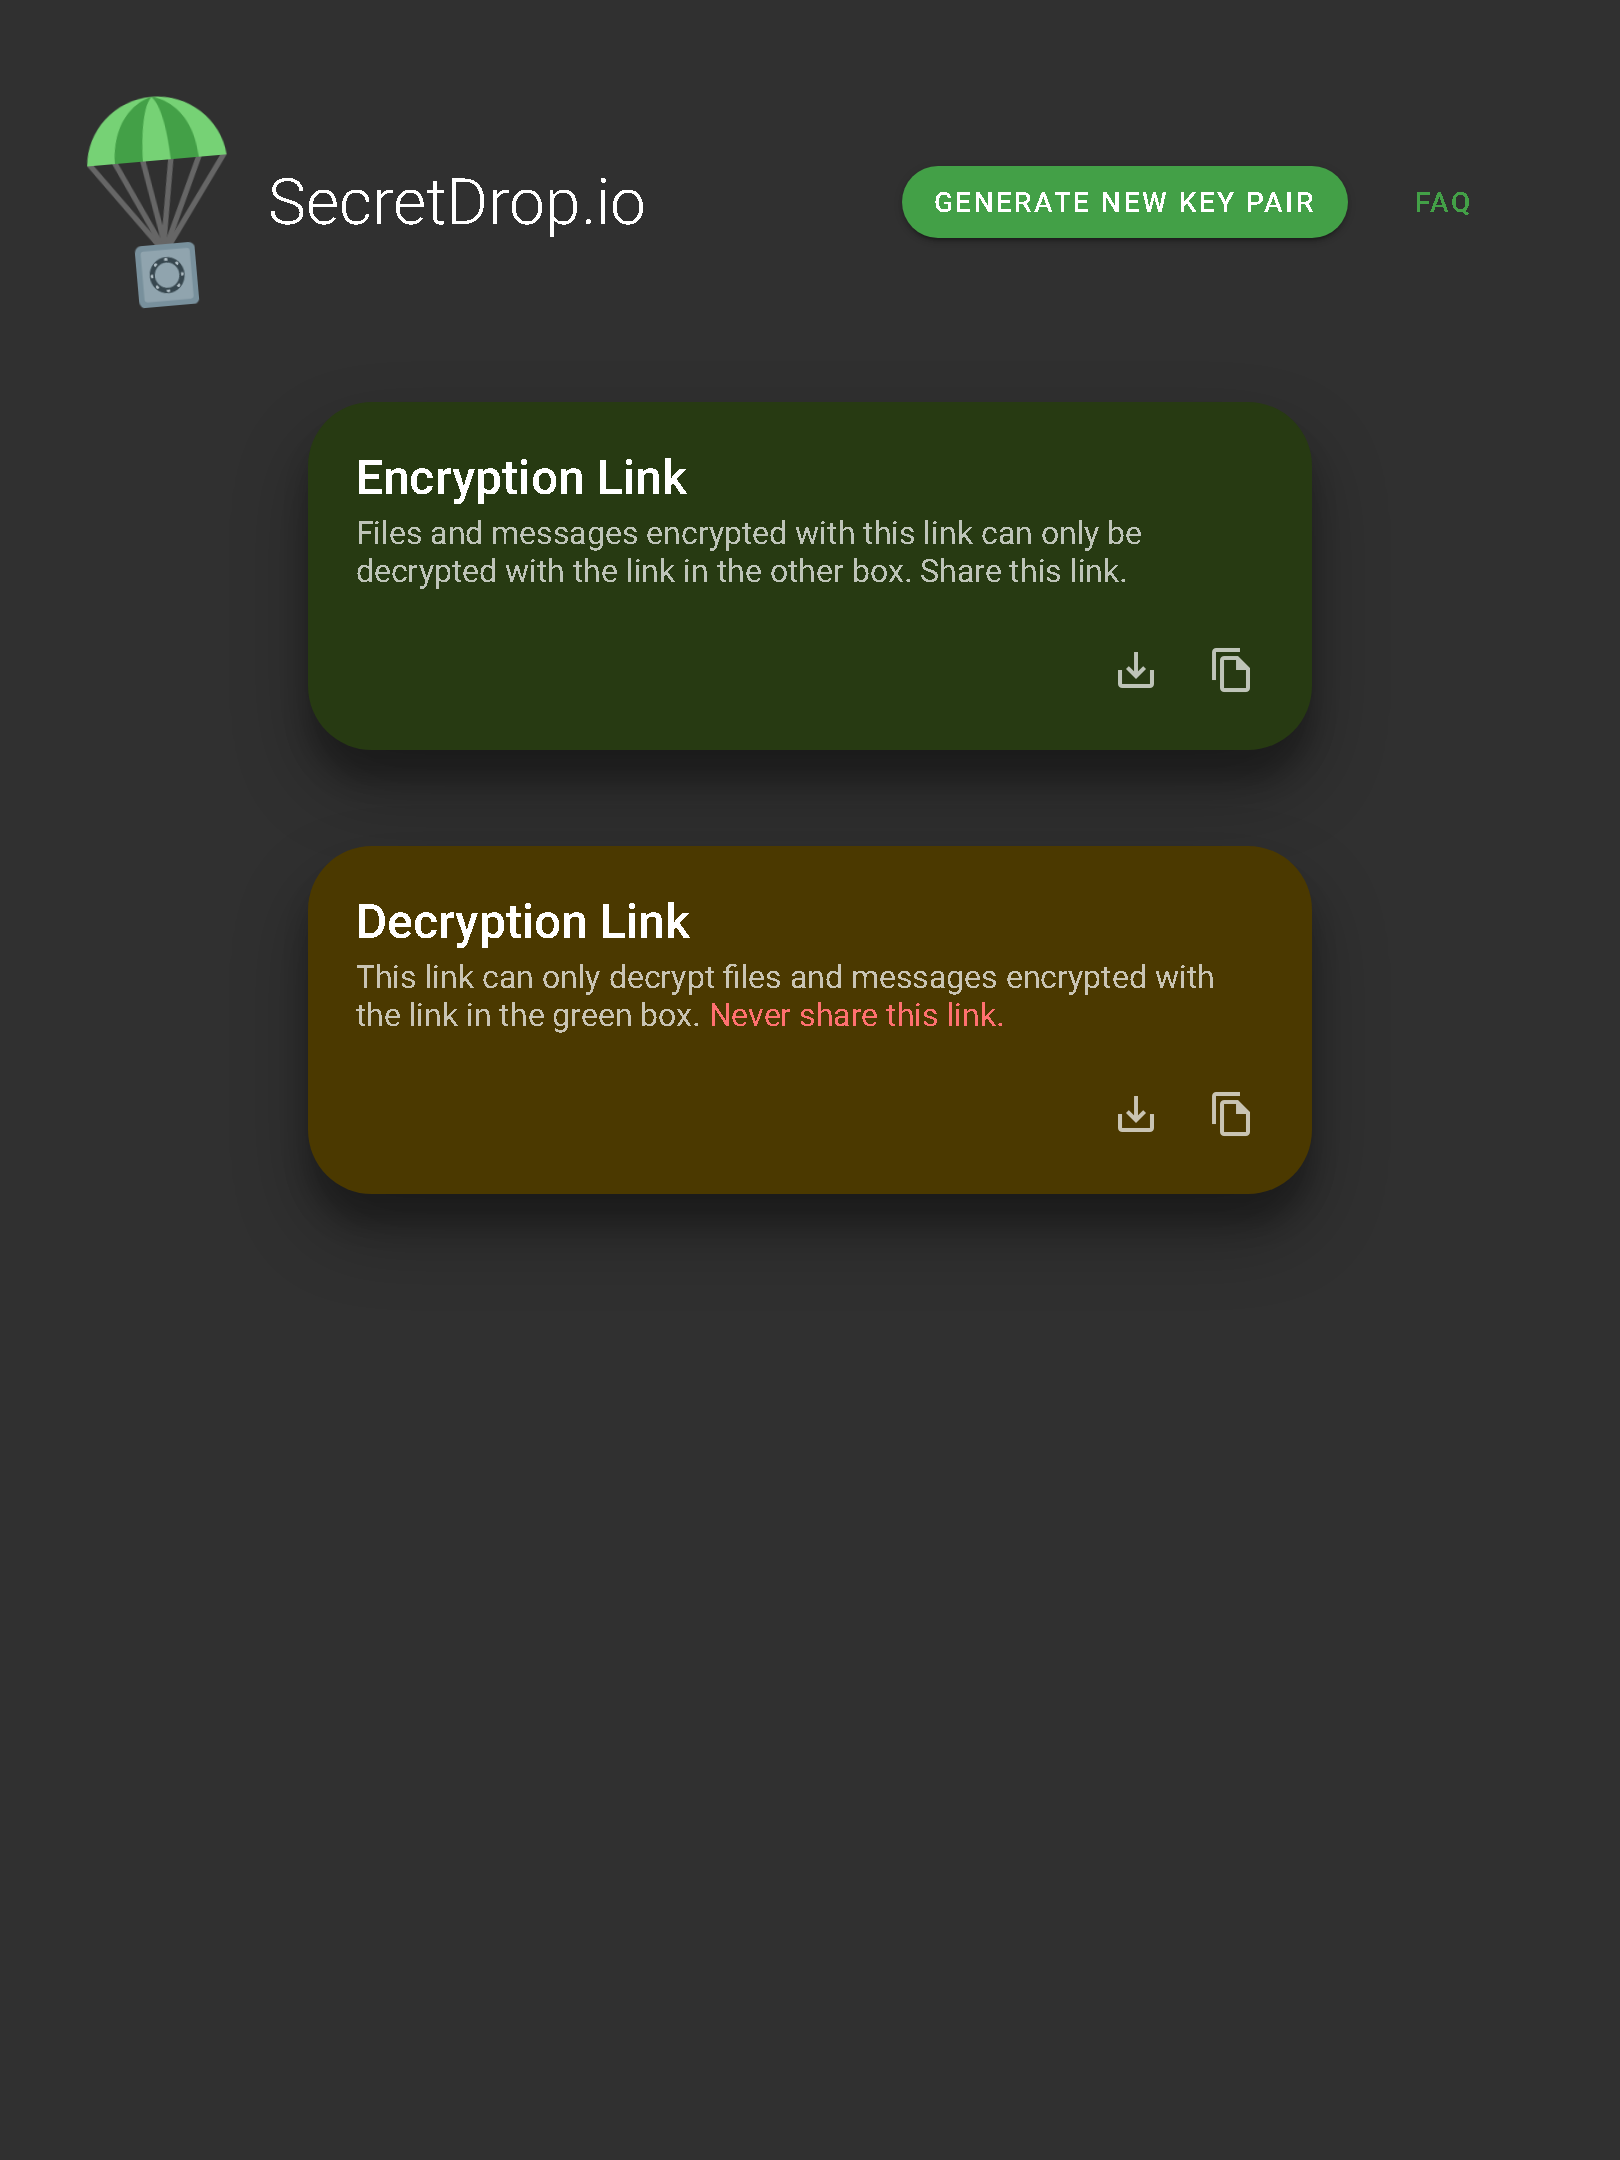 SecretDrop.io
GENERATE NEW KEY PAIR
FAQ
Encryption Link
Files and messages encrypted with this link can only be
decrypted with the link in the other box. Share this link.
Decryption Link
This link can only decrypt files and messages encrypted with
the link in the green box. Never share this link.